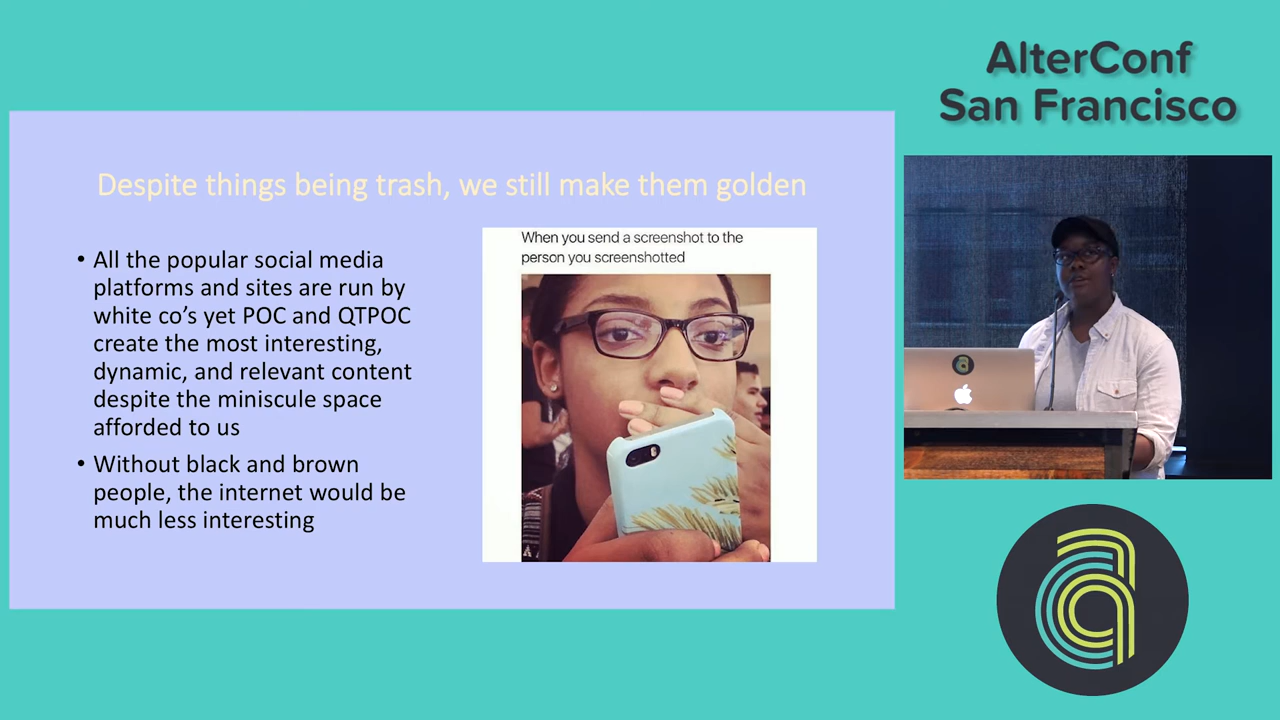 AlterConf
San Francisco
Despite things being trash, we still make them golden
• All the popular social media
platforms and sites are run by
white co’s yet POC and QTPOC
create the most interesting,
dynamic, and relevant content
despite the miniscule space
afforded to us
• Without black and brown
people, the internet would be
much less interesting
When you send a screenshot to the
person you screenshotted